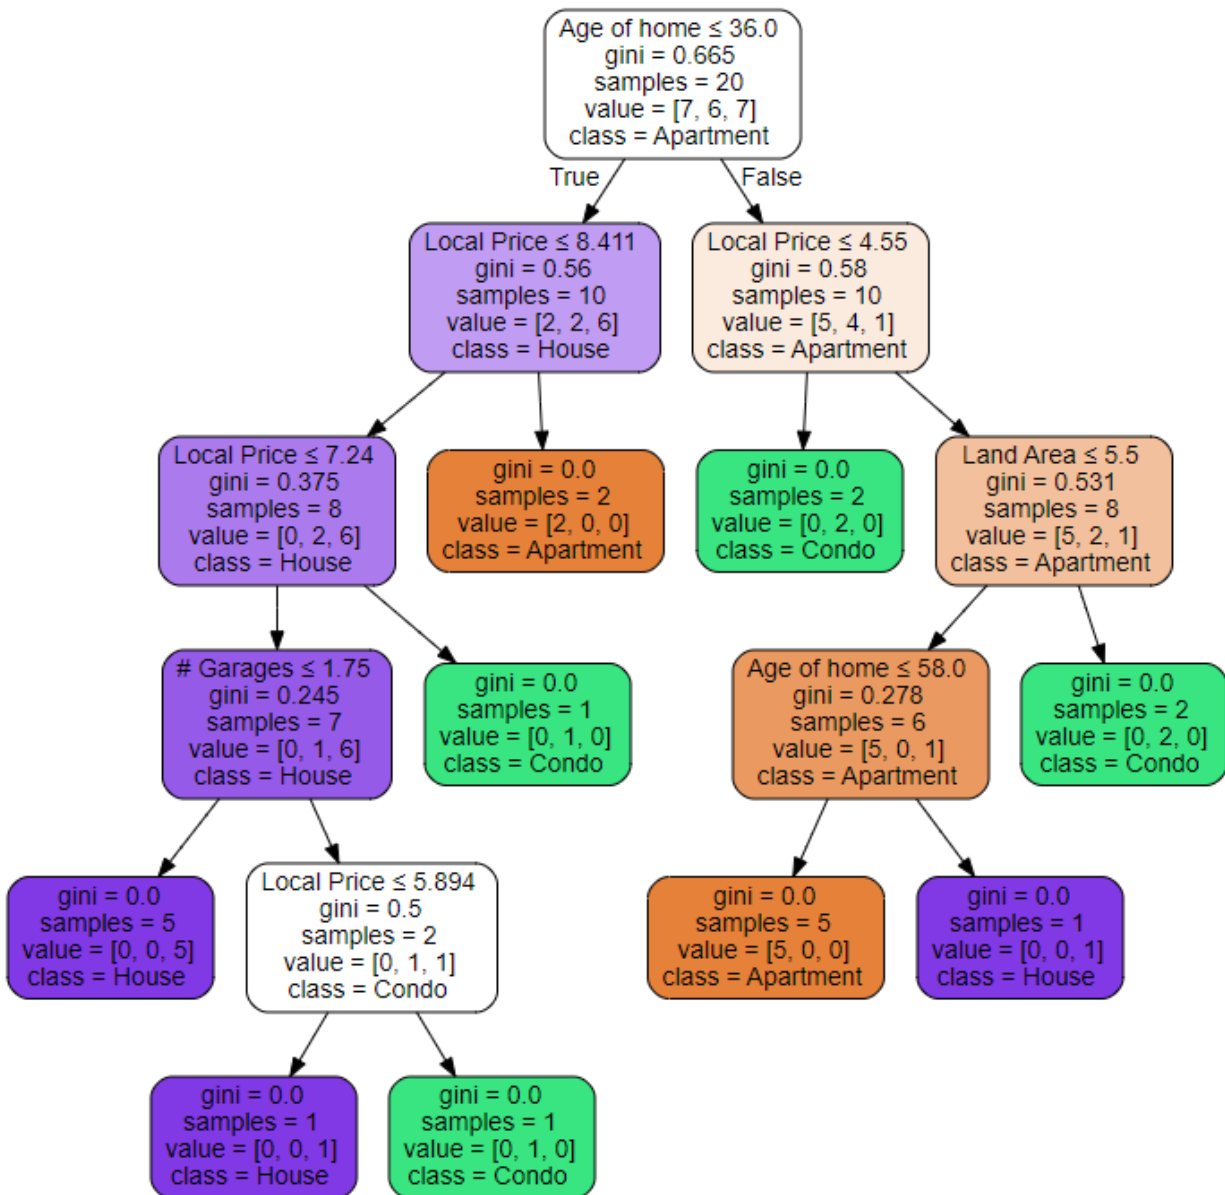 Age of home ≤ 36.0
gini = 0.665
samples = 20
value = [7, 6, 7]
class = Apartment
True
False
Local Price ≤ 8.411
gini = 0.56
samples = 10
value = [2, 2, 6]
class = House
Local Price ≤ 4.55
gini = 0.58
samples = 10
value = [5, 4, 1]
class = Apartment
Local Price ≤ 7.24
gini = 0.375
samples = 8
value = [0, 2, 6]
class = House
gini = 0.0
samples = 2
value = [2, 0, 0]
class = Apartment
gini = 0.0
samples = 2
value = [0, 2, 0]
class = Condo
Land Area ≤ 5.5
gini = 0.531
samples = 8
value = [5, 2, 1]
class = Apartment
# Garages ≤ 1.75
gini = 0.245
samples = 7
value = [0, 1, 6]
class = House
gini = 0.0
samples = 1
value = [0, 1, 0]
class = Condo
Age of home ≤ 58.0
gini = 0.278
samples = 6
value = [5, 0, 1]
class = Apartment
gini = 0.0
samples = 2
value = [0, 2, 0]
class = Condo
gini = 0.0
samples = 5
value = [0, 0, 5]
class = House
Local Price ≤ 5.894
gini = 0.5
samples = 2
value = [0, 1, 1]
class = Condo
gini = 0.0
samples = 5
value = [5, 0, 0]
class = Apartment
gini = 0.0
samples = 1
value = [0, 0, 1]
class = House
gini = 0.0
samples = 1
value = [0, 0, 1]
class = House
gini = 0.0
samples = 1
value = [0, 1, 0]
class = Condo